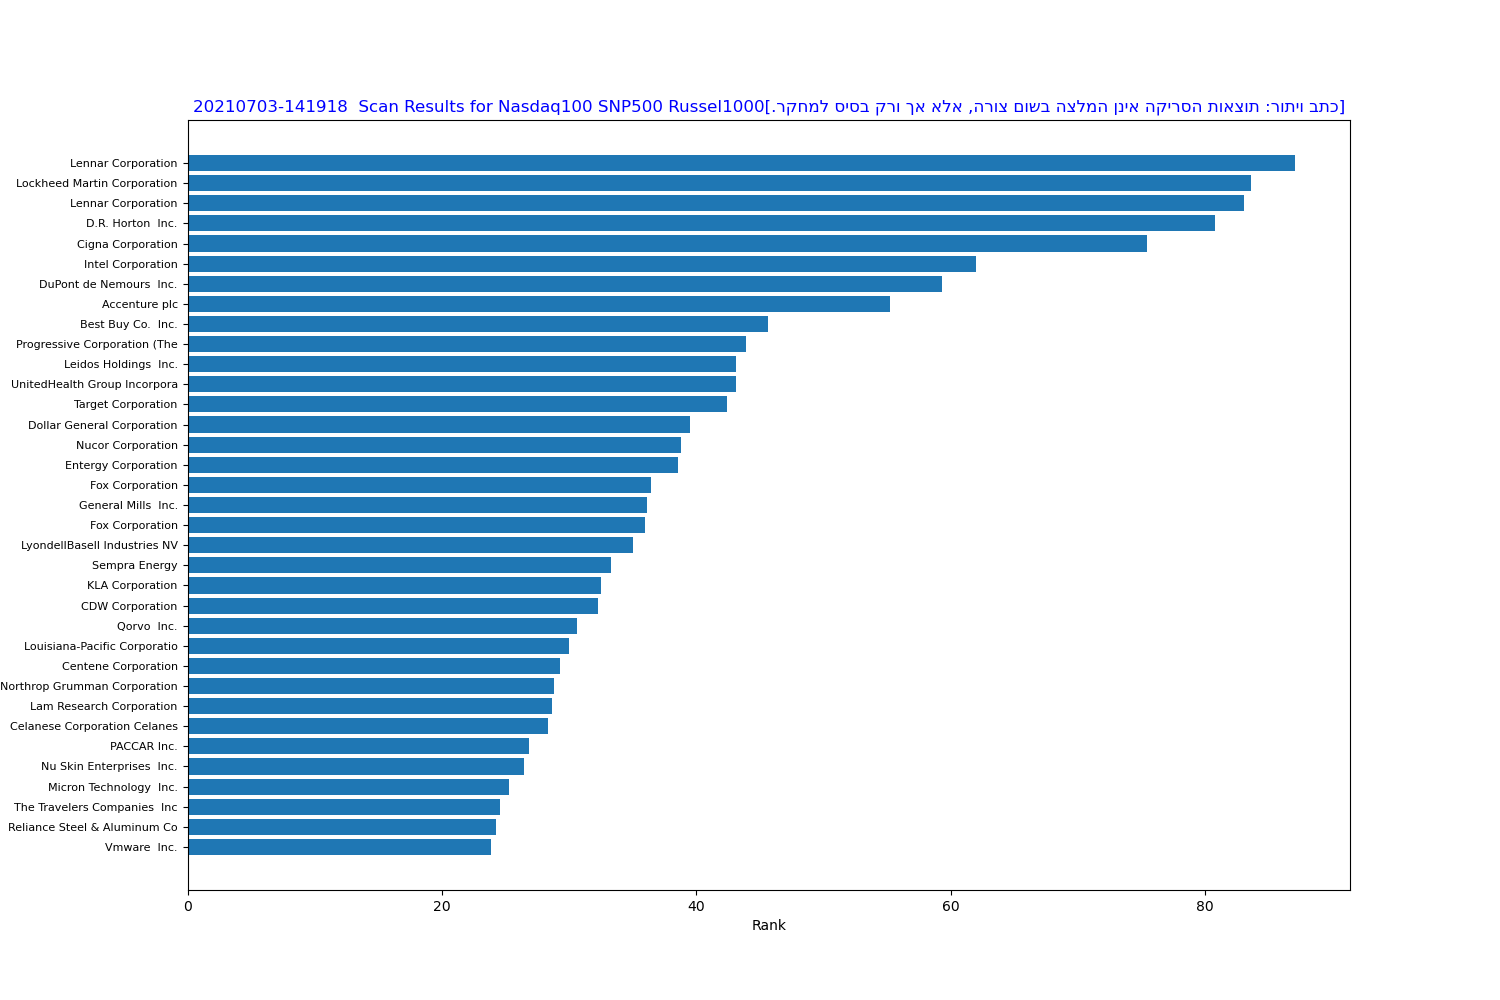 20210703-141918  Scan Results for Nasdaq100 SNP500 Russel1000[כתב ויתור: תוצאות הסריקה אינן המלצה בשום צורה, אלא אך ורק בסיס למחקר.]
Lennar Corporation
Lockheed Martin Corporation
Lennar Corporation
D.R. Horton  Inc.
Cigna Corporation
Intel Corporation
DuPont de Nemours  Inc.
Accenture plc
Best Buy Co.  Inc.
Progressive Corporation (The
Leidos Holdings  Inc.
UnitedHealth Group Incorpora
Target Corporation
Dollar General Corporation
Nucor Corporation
Entergy Corporation
Fox Corporation
General Mills  Inc.
Fox Corporation
LyondellBasell Industries NV
Sempra Energy
KLA Corporation
CDW Corporation
Qorvo  Inc.
Louisiana-Pacific Corporatio
Centene Corporation
Northrop Grumman Corporation
Lam Research Corporation
Celanese Corporation Celanes
PACCAR Inc.
Nu Skin Enterprises  Inc.
Micron Technology  Inc.
The Travelers Companies  Inc
Reliance Steel & Aluminum Co
Vmware  Inc.
0 20 40 60 80
Rank